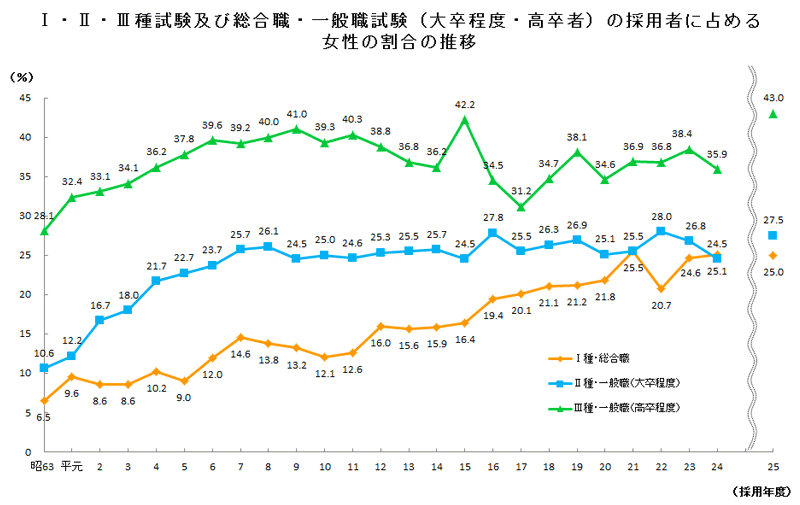 Ⅰ・Ⅱ・Ⅲ種試験及び総合職・一般職試験（大卒程度・高卒者）の採用者に占める
女性の割合の推移
(%)
45
40
35
30
25
20
15
10
5
0
28.1 32.4 33.1 34.1 36.2 37.8 39.6 39.2 40.0 41.0 39.3 40.3 38.8 36.8 36.2 42.2 34.5 31.2 34.7 38.1 34.6 36.9 36.8 38.4 35.9 43.0
10.6 12.2 16.7 18.0 21.7 22.7 23.7 25.7 26.1 24.5 25.0 24.6 25.3 25.5 25.7 24.5 27.8 25.5 26.3 26.9 25.1 25.5 28.0 26.8 24.5 27.5
6.5 9.6 8.6 8.6 10.2 9.0 12.0 14.6 13.8 13.2 12.1 12.6 16.0 15.6 15.9 16.4 19.4 20.1 21.1 21.2 21.8 25.5 20.7 24.6 25.1 25.0
Ⅰ種・総合職
Ⅱ種・一般職(大卒程度)
Ⅲ種・一般職(高卒程度)
昭63 平元 2 3 4 5 6 7 8 9 10 11 12 13 14 15 16 17 18 19 20 21 22 23 24 25
(採用年度)